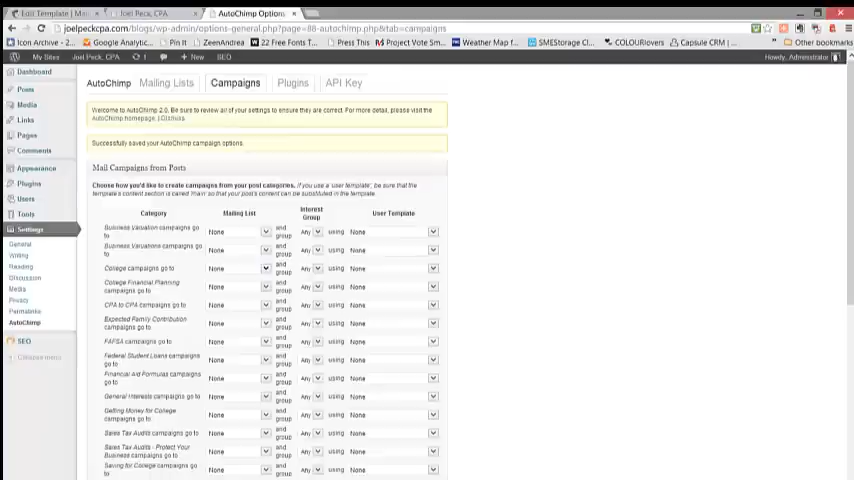 Edit Template | Mai
Joel Peck, CPA
AutoChimp Options
joelpeckcpa.com/blogs/wp-admin/options-general.php?page=88-autochimp.php&tab=campaigns
Icon Archive - 2...
Google Analytic...
Pin It
ZeenAndrea
22 Free Fonts T...
Press This
Project Vote Sm...
Weather Map f...
SMEStorage Cl...
COLOURlovers
Capsule CRM | ...
Other bookmarks
My Sites
Joel Peck, CPA
1
+ New
SEO
Howdy, Administrator
Dashboard
Posts
Media
Links
Pages
Comments
Appearance
Plugins
Users
Tools
Settings
General
Writing
Reading
Discussion
Media
Privacy
Permalinks
AutoChimp
SEO
Collapse menu
AutoChimp
Mailing Lists
Campaigns
Plugins
API Key
Welcome to AutoChimp 2.0. Be sure to review all of your settings to ensure they are correct. For more detail, please visit the
AutoChimp homepage. | Dismiss
Successfully saved your AutoChimp campaign options.
Mail Campaigns from Posts
Choose how you'd like to create campaigns from your post categories. If you use a 'user template', be sure that the
template's content section is called 'main' so that your post's content can be substituted in the template.
Category
Mailing List
Interest
Group
User Template
Business Valuation campaigns go
to
None
and
group
Any
using
None
Business Valuations campaigns go
to
None
and
group
Any
using
None
College campaigns go to
None
and
group
Any
using
None
College Financial Planning
campaigns go to
None
and
group
Any
using
None
CPA to CPA campaigns go to
None
and
group
Any
using
None
Expected Family Contribution
campaigns go to
None
and
group
Any
using
None
FAFSA campaigns go to
None
and
group
Any
using
None
Federal Student Loans campaigns
go to
None
and
group
Any
using
None
Financial Aid Formulas campaigns
go to
None
and
group
Any
using
None
General Interests campaigns go to
None
and
group
Any
using
None
Getting Money for College
campaigns go to
None
and
group
Any
using
None
Sales Tax Audits campaigns go to
None
and
group
Any
using
None
Sales Tax Audits - Protect Your
Business campaigns go to
None
and
group
Any
using
None
Saving for College campaigns go
to
None
and
group
Any
using
None